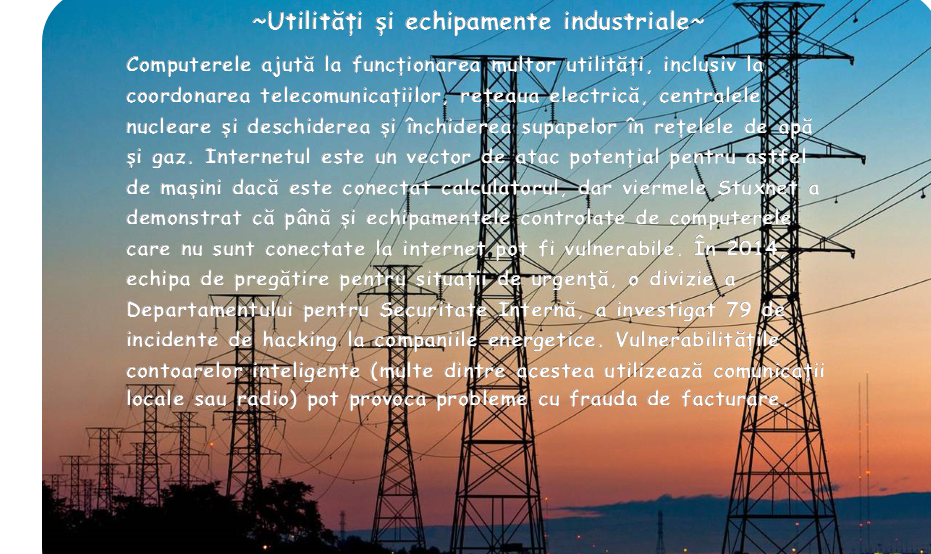 ~Utilități și echipamente industriale~
Computerele ajută la funcționarea multor utilități, inclusiv la
coordonarea telecomunicațiilor, rețeaua electrică, centralele
nucleare și deschiderea și închiderea supapelor în rețelele de apă
și gaz. Internetul este un vector de atac potențial pentru astfel
de mașini dacă este conectat calculatorul, dar viermele Stuxnet a
demonstrat că până și echipamentele controlate de computerele
care nu sunt conectate la internet pot fi vulnerabile. În 2014
echipa de pregătire pentru situații de urgenţă, o divizie a
Departamentului pentru Securitate Internă, a investigat 79 de
incidente de hacking la companiile energetice. Vulnerabilitățile
contoarelor inteligente (multe dintre acestea utilizează comunicații
locale sau radio) pot provoca probleme cu frauda de facturare.